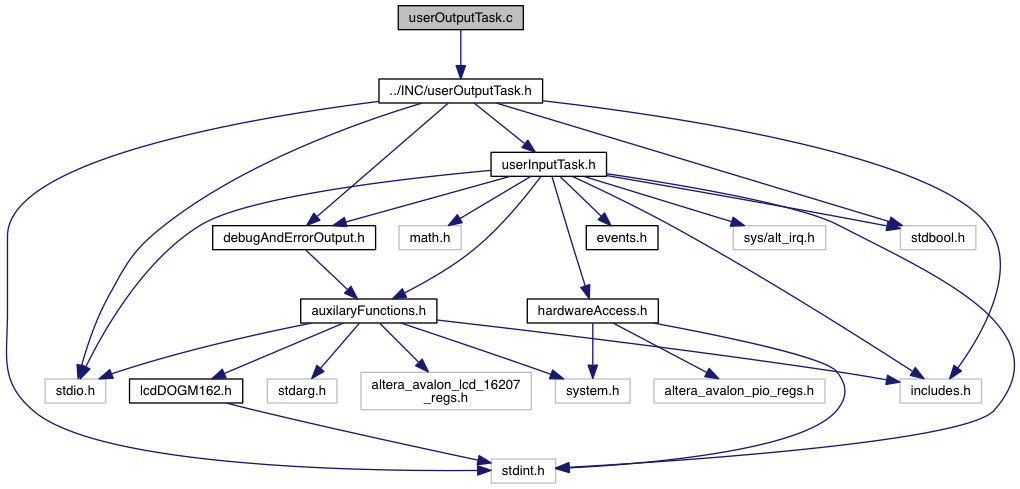 userOutputTask.c
../INC/userOutputTask.h
userInputTask.h
debugAndErrorOutput.h
math.h
events.h
sys/alt_irq.h
stdbool.h
auxilaryFunctions.h
hardwareAccess.h
stdio.h
lcdDOGM162.h
stdarg.h
altera_avalon_lcd_16207
_regs.h
system.h
altera_avalon_pio_regs.h
includes.h
stdint.h